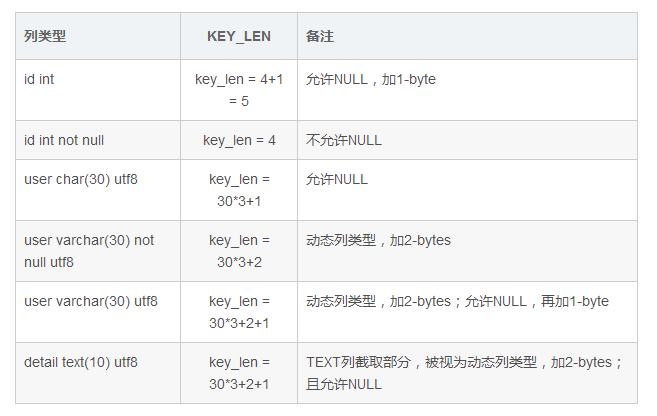 列类型 KEY_LEN 备注
id int key_len = 4+1 允许NULL，加1-byte
= 5
id int not null key_len = 4 不允许NULL
user char(30) utf8 key_len = 允许NULL
30*3+1
user varchar(30) not key_len = 动态列类型，加2-bytes
null utf8 30*3+2
user varchar(30) utf8 key_len = 动态列类型，加2-bytes；允许NULL，再加1-byte
30*3+2+1
detail text(10) utf8 key_len = TEXT列截取部分，被视为动态列类型，加2-bytes；
30*3+2+1 且允许NULL